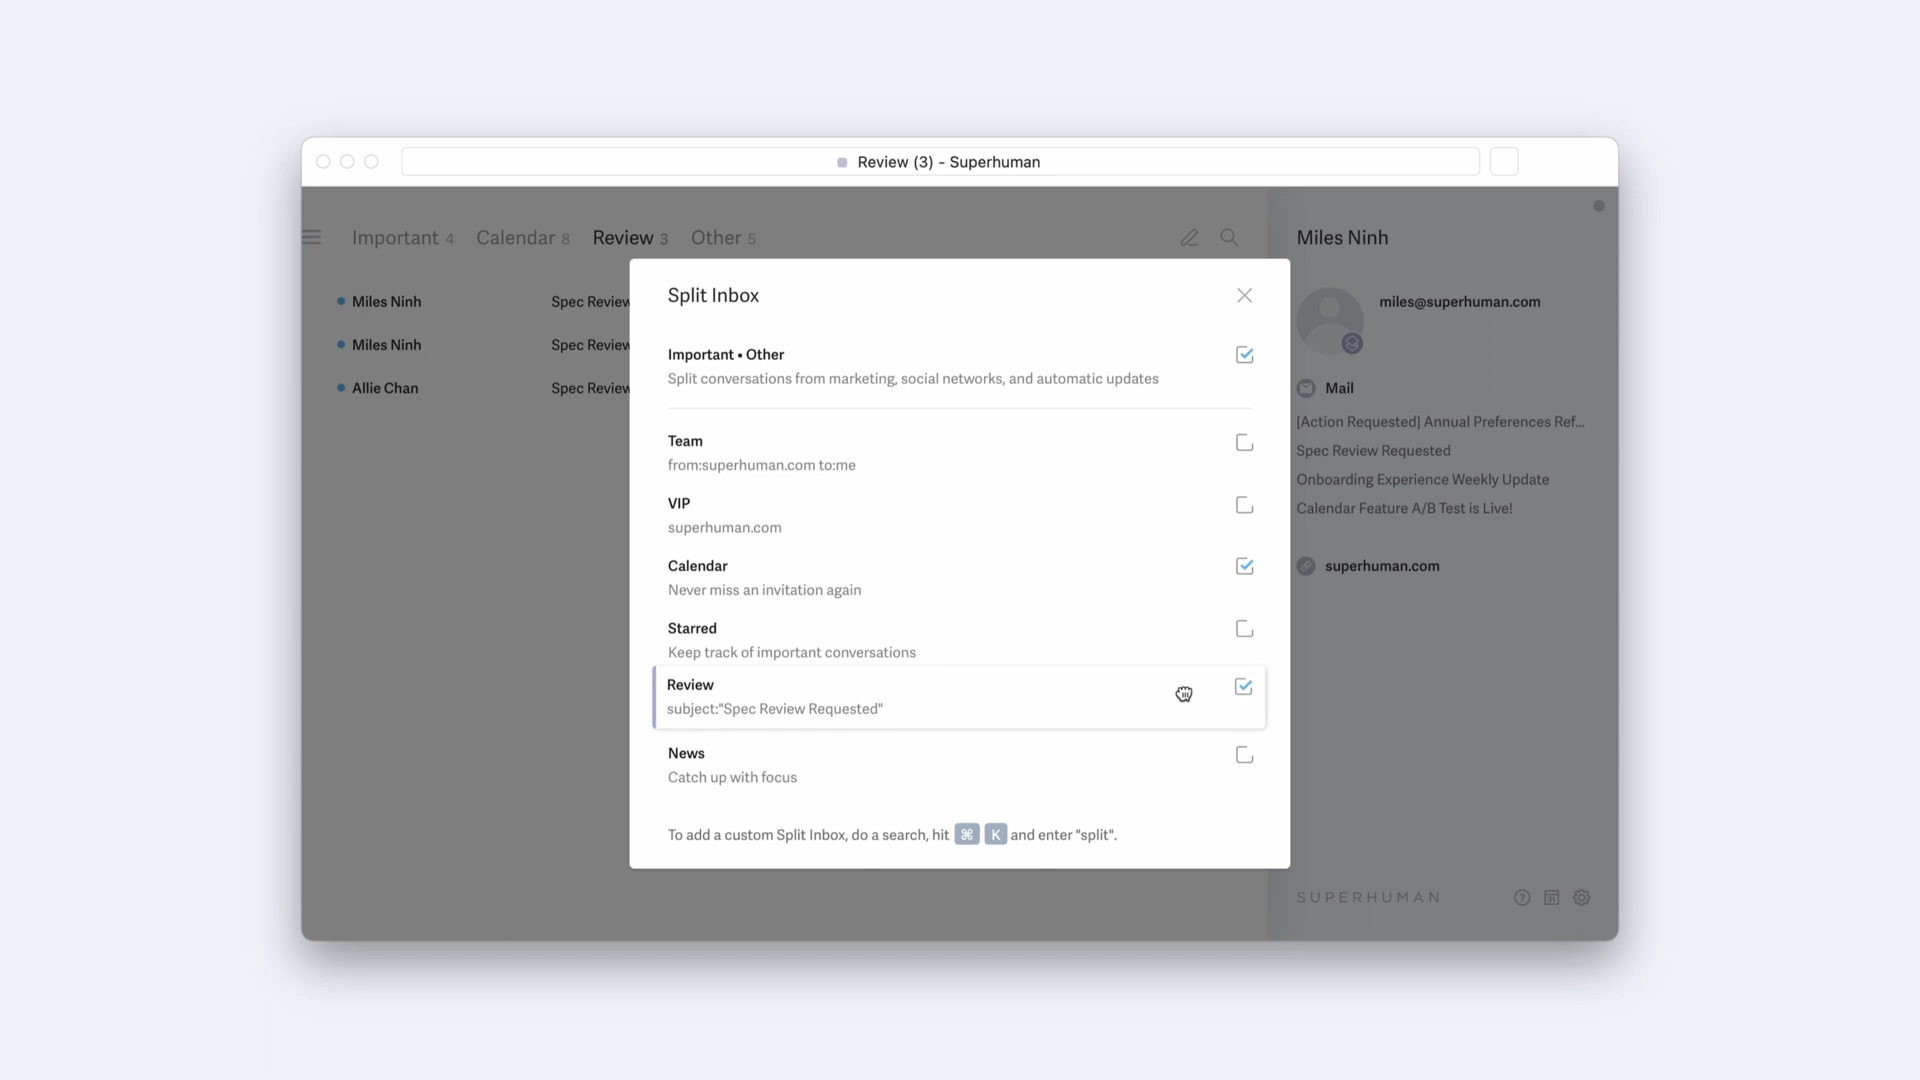 Review (3) - Superhuman
Important 4 Calendar 8 Review 3 Other 5
Miles Ninh Spec Review
Miles Ninh Spec Review
Allie Chan Spec Review
Split Inbox
Important • Other
Split conversations from marketing, social networks, and automatic updates
Team
from:superhuman.com to:me
VIP
superhuman.com
Calendar
Never miss an invitation again
Starred
Keep track of important conversations
Review
subject:"Spec Review Requested"
News
Catch up with focus
To add a custom Split Inbox, do a search, hit ⌘ K and enter "split".
Miles Ninh
miles@superhuman.com
Mail
[Action Requested] Annual Preferences Ref...
Spec Review Requested
Onboarding Experience Weekly Update
Calendar Feature A/B Test is Live!
superhuman.com
SUPERHUMAN
? 31